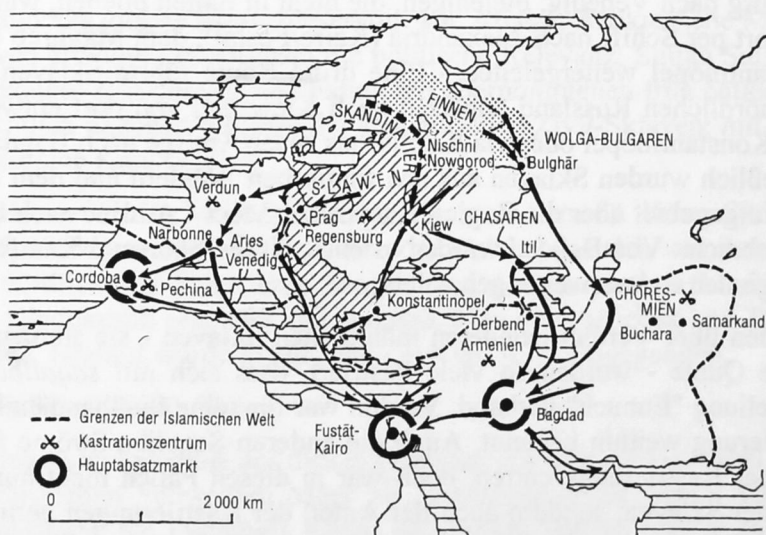 FINNEN
SKANDINAVIEN
WOLGA-BULGAREN
Nischni
Nowgorod
Bulghār
Verdun
SLAWEN
Prag
Regensburg
Kiew
CHASAREN
Narbonne
Arles
Venedig
Itil
Cordoba
Pechina
Konstantinopel
CHORES-
MIEN
Samarkand
Buchara
Derbend
Armenien
Fustāt-
Kairo
Bagdad
Grenzen der Islamischen Welt
Kastrationszentrum
Hauptabsatzmarkt
0 2000 km